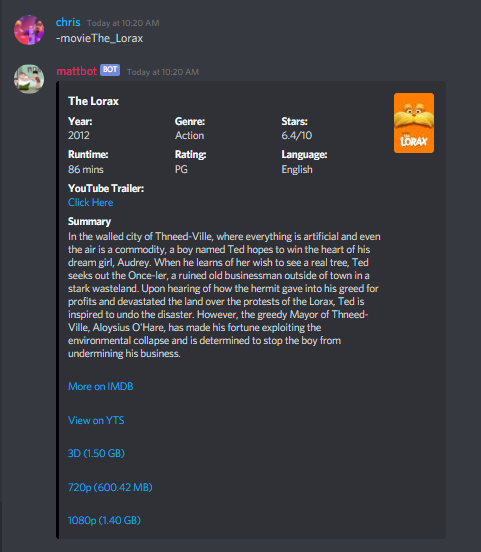 chris Today at 10:20 AM
-movieThe_Lorax
mattbot BOT Today at 10:20 AM
The Lorax
Year: Genre: Stars:
2012 Action 6.4/10
Runtime: Rating: Language:
86 mins PG English
YouTube Trailer:
Click Here
Summary
In the walled city of Thneed-Ville, where everything is artificial and even
the air is a commodity, a boy named Ted hopes to win the heart of his
dream girl, Audrey. When he learns of her wish to see a real tree, Ted
seeks out the Once-ler, a ruined old businessman outside of town in a
stark wasteland. Upon hearing of how the hermit gave into his greed for
profits and devastated the land over the protests of the Lorax, Ted is
inspired to undo the disaster. However, the greedy Mayor of Thneed-
Ville, Aloysius O'Hare, has made his fortune exploiting the
environmental collapse and is determined to stop the boy from
undermining his business.
More on IMDB
View on YTS
3D (1.50 GB)
720p (600.42 MB)
1080p (1.40 GB)
LORAX